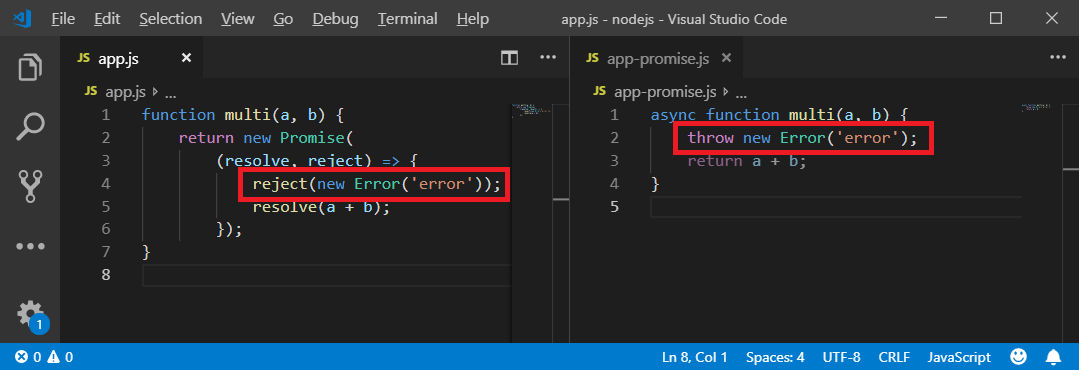 File Edit Selection View Go Debug Terminal Help app.js - nodejs - Visual Studio Code
JS app.js
JS app.js › ...
1 function multi(a, b) {
2 return new Promise(
3 (resolve, reject) => {
4 reject(new Error('error'));
5 resolve(a + b);
6 });
7 }
8
JS app-promise.js
JS app-promise.js › ...
1 async function multi(a, b) {
2 throw new Error('error');
3 return a + b;
4 }
5
1
0 0 Ln 8, Col 1 Spaces: 4 UTF-8 CRLF JavaScript